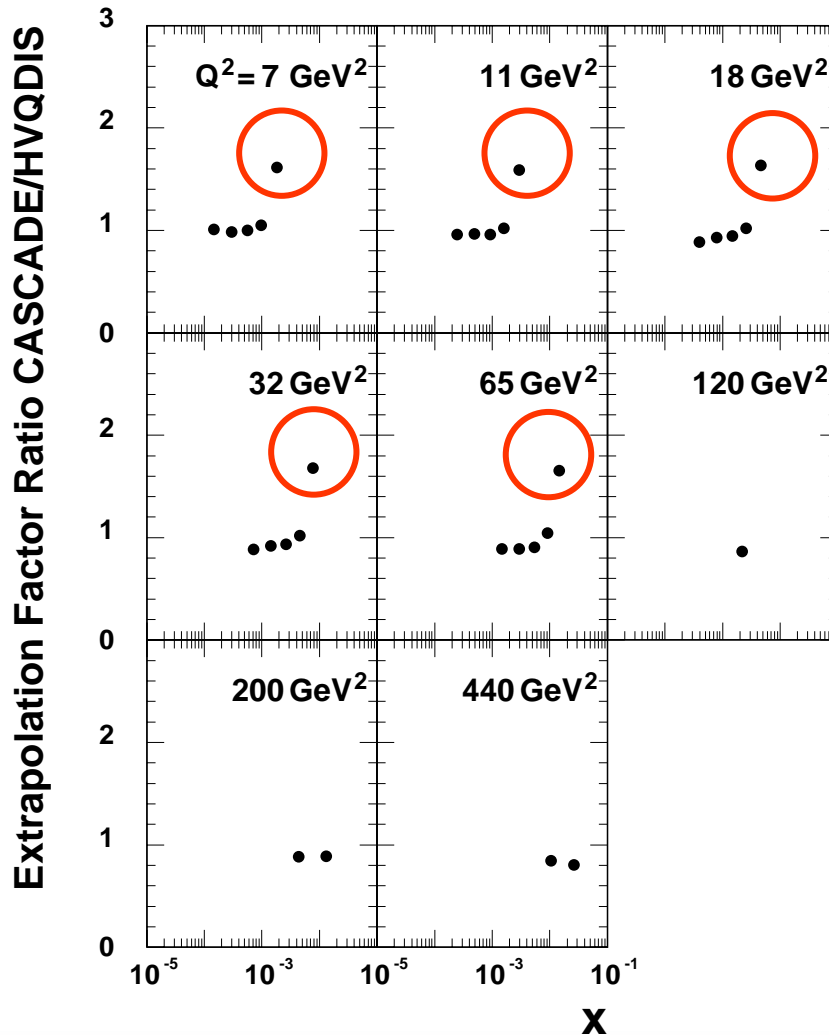 Extrapolation Factor Ratio CASCADE/HVQDIS
3
Q² = 7 GeV²
11 GeV²
18 GeV²
2
1
0
32 GeV²
65 GeV²
120 GeV²
2
1
0
200 GeV²
440 GeV²
2
1
0
10⁻⁵ 10⁻³ 10⁻⁵ 10⁻³ 10⁻¹
x